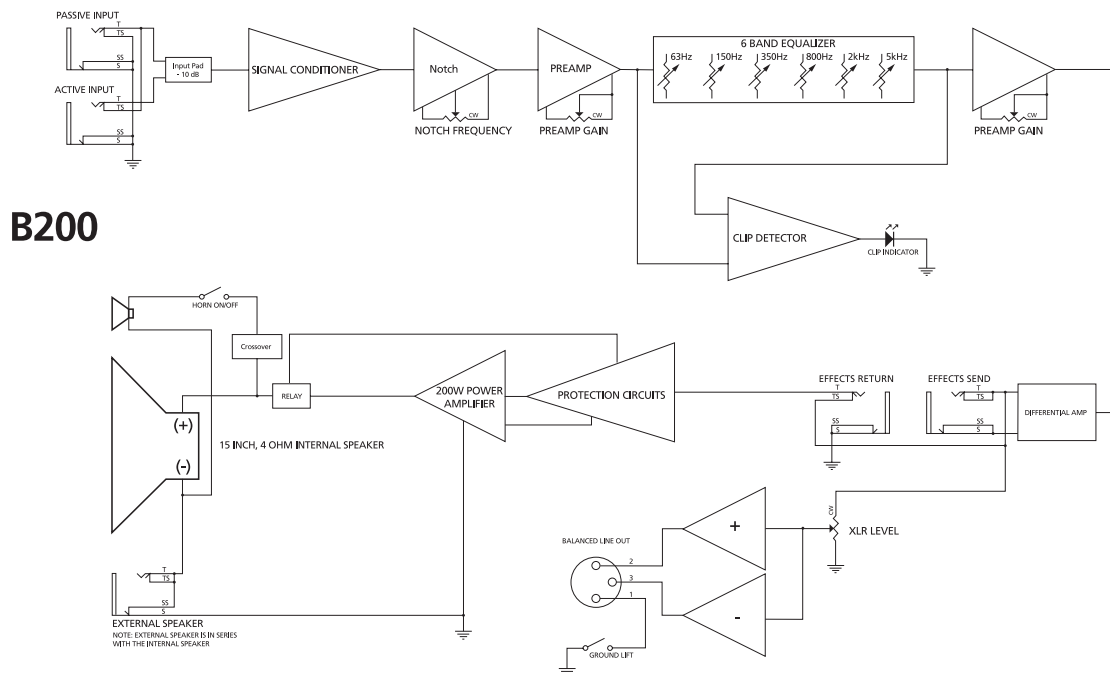 PASSIVE INPUT
T
TS
SS
S
ACTIVE INPUT
T
TS
SS
S
Input Pad
- 10 dB
SIGNAL CONDITIONER
Notch
CW
NOTCH FREQUENCY
PREAMP
CW
PREAMP GAIN
6 BAND EQUALIZER
63Hz 150Hz 350Hz 800Hz 2kHz 5kHz
CW
PREAMP GAIN
CLIP DETECTOR
CLIP INDICATOR
B200
HORN ON/OFF
Crossover
RELAY
200W POWER
AMPLIFIER
PROTECTION CIRCUITS
EFFECTS RETURN
T
TS
SS
S
EFFECTS SEND
T
TS
SS
S
DIFFERENTIAL AMP
(+)
(-)
15 INCH, 4 OHM INTERNAL SPEAKER
CW
XLR LEVEL
+
-
BALANCED LINE OUT
2
3
1
GROUND LIFT
T
TS
SS
S
EXTERNAL SPEAKER
NOTE: EXTERNAL SPEAKER IS IN SERIES
WITH THE INTERNAL SPEAKER